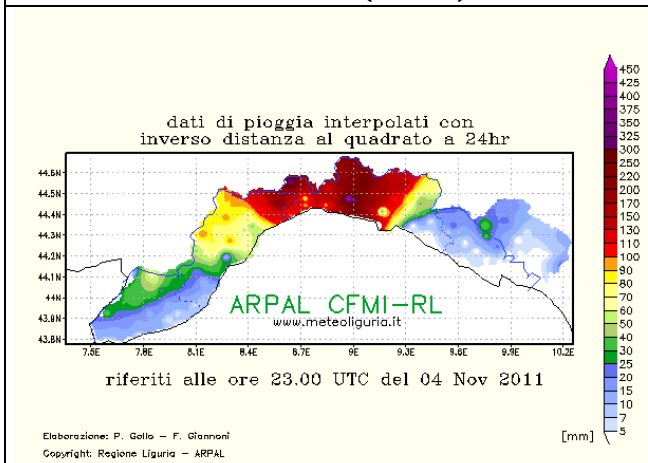 dati di pioggia interpolati con
inverso distanza al quadrato a 24hr
44.6N
44.5N
44.4N
44.3N
44.2N
44.1N
44N
43.9N
43.8N
7.5E 7.8E 8.1E 8.4E 8.7E 9E 9.3E 9.6E 9.9E 10.2E
ARPAL CFMI-RL
www.meteoliguria.it
riferiti alle ore 23.00 UTC del 04 Nov 2011
450
425
400
375
350
325
300
250
220
200
170
150
130
110
100
90
80
70
60
50
40
30
25
20
15
10
7
5
[mm]
Elaborazione: P. Gollo - F. Giannoni
Copyright: Regione Liguria - ARPAL